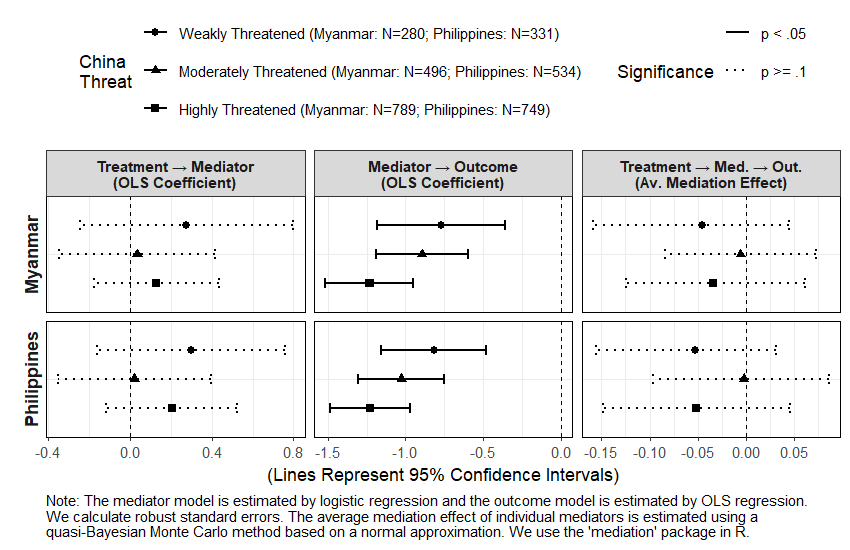 Weakly Threatened (Myanmar: N=280; Philippines: N=331)
China
Threat
Moderately Threatened (Myanmar: N=496; Philippines: N=534)
Highly Threatened (Myanmar: N=789; Philippines: N=749)
Significance
p < .05
p >= .1
Treatment → Mediator
(OLS Coefficient)
Mediator → Outcome
(OLS Coefficient)
Treatment → Med. → Out.
(Av. Mediation Effect)
Myanmar
Philippines
-0.4 0.0 0.4 0.8
-1.5 -1.0 -0.5 0.0
-0.15 -0.10 -0.05 0.00 0.05
(Lines Represent 95% Confidence Intervals)
Note: The mediator model is estimated by logistic regression and the outcome model is estimated by OLS regression.
We calculate robust standard errors. The average mediation effect of individual mediators is estimated using a
quasi-Bayesian Monte Carlo method based on a normal approximation. We use the 'mediation' package in R.